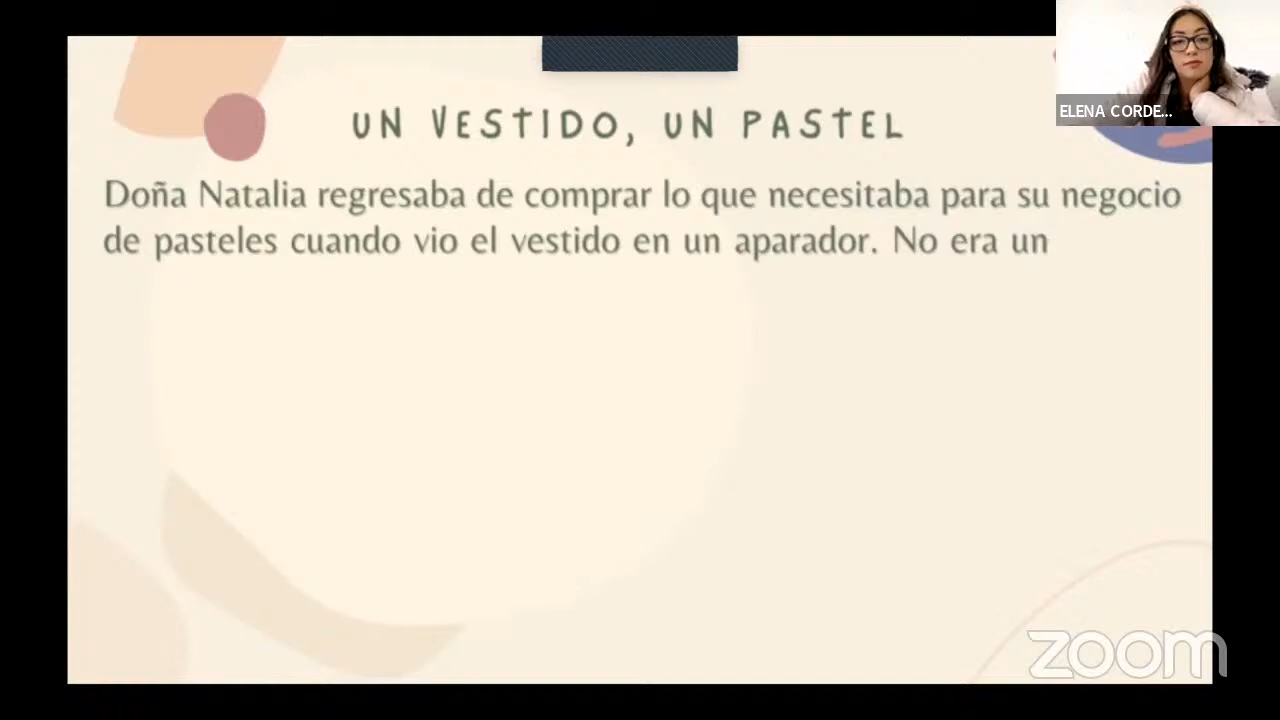 ELENA CORDE...
UN VESTIDO, UN PASTEL
Doña Natalia regresaba de comprar lo que necesitaba para su negocio
de pasteles cuando vio el vestido en un aparador. No era un
zoom